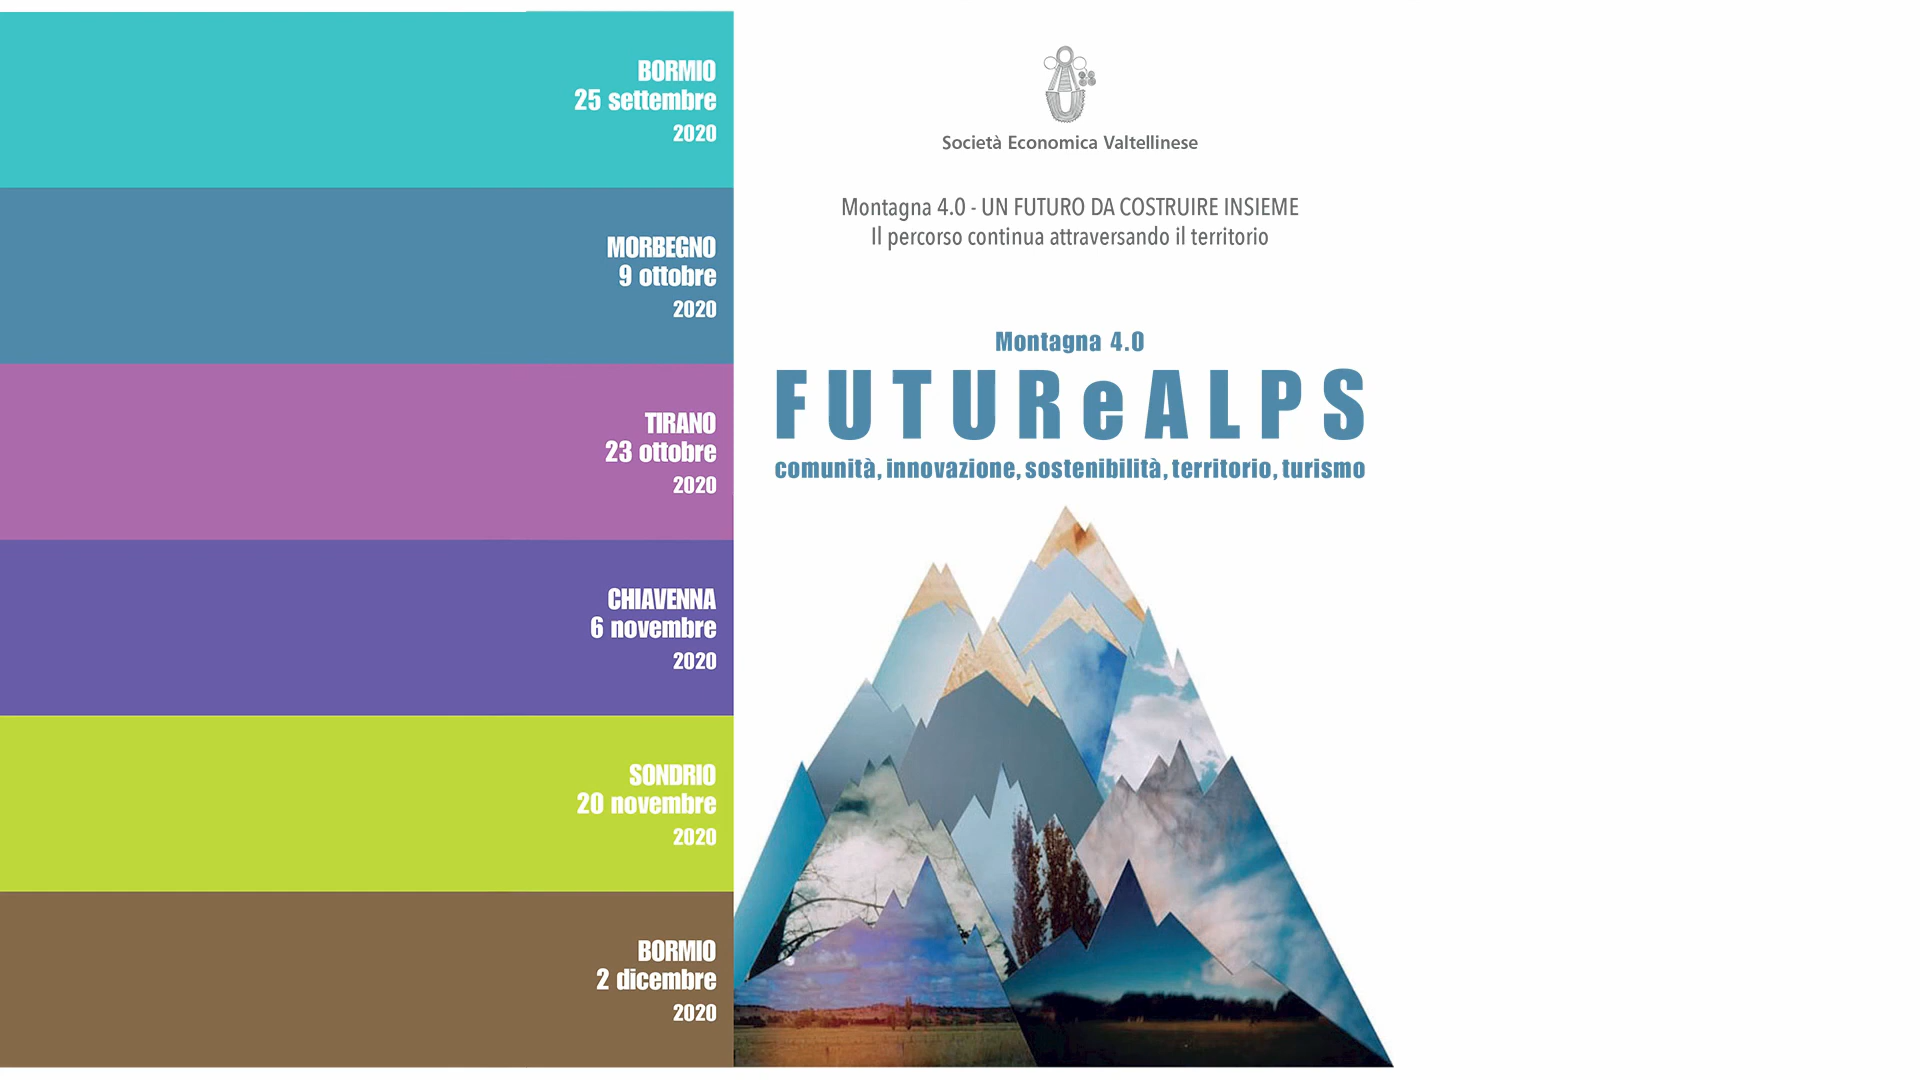 BORMIO
25 settembre
2020
MORBEGNO
9 ottobre
2020
TIRANO
23 ottobre
2020
CHIAVENNA
6 novembre
2020
SONDRIO
20 novembre
2020
BORMIO
2 dicembre
2020
Società Economica Valtellinese
Montagna 4.0 - UN FUTURO DA COSTRUIRE INSIEME
Il percorso continua attraversando il territorio
Montagna 4.0
FUTUReALPS
comunità, innovazione, sostenibilità, territorio, turismo